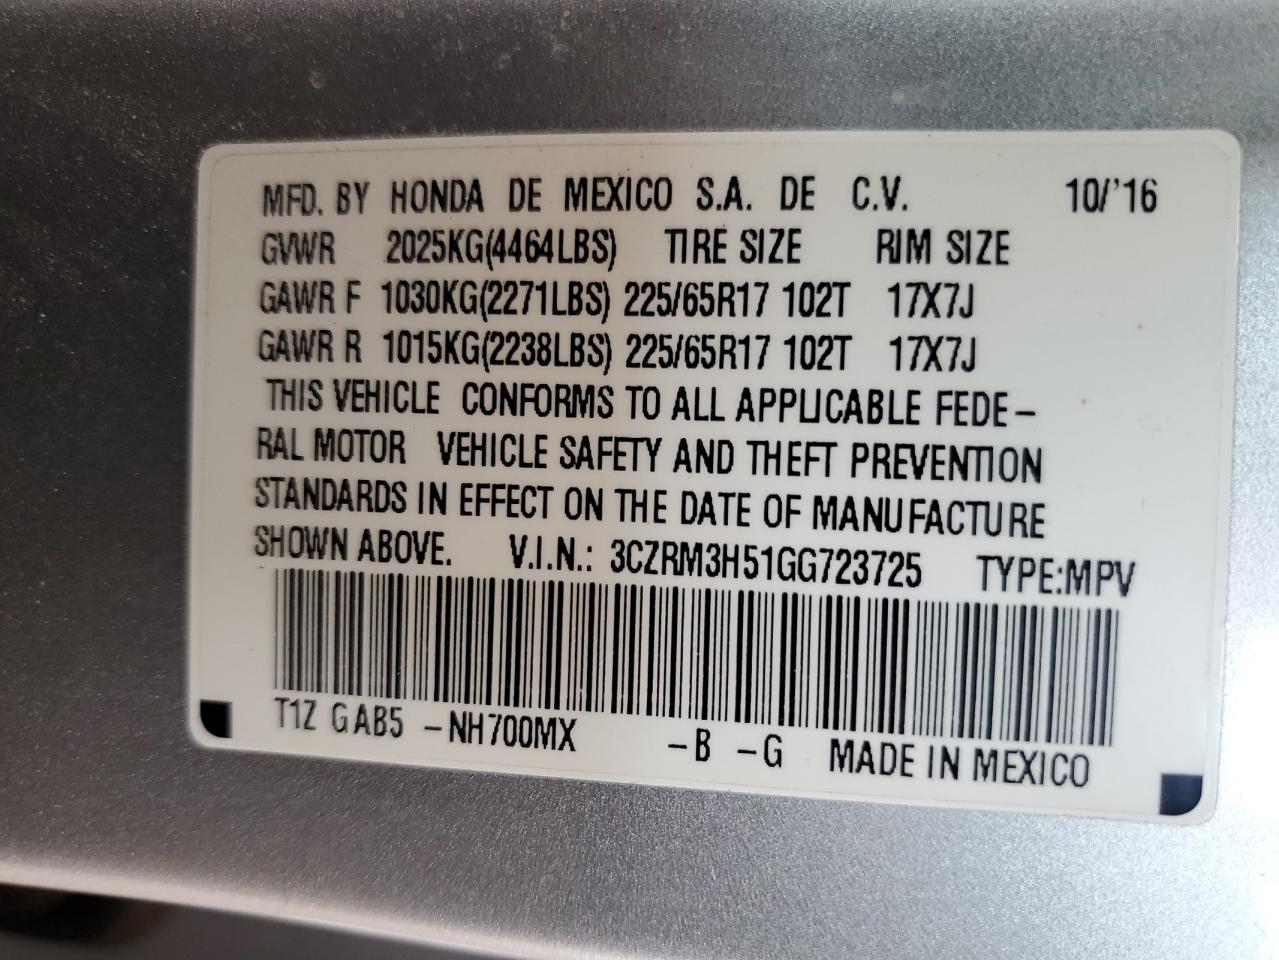 MFD. BY HONDA DE MEXICO S.A. DE C.V. 10/'16
GVWR 2025KG(4464LBS) TIRE SIZE RIM SIZE
GAWR F 1030KG(2271LBS) 225/65R17 102T 17X7J
GAWR R 1015KG(2238LBS) 225/65R17 102T 17X7J
THIS VEHICLE CONFORMS TO ALL APPLICABLE FEDE-
RAL MOTOR VEHICLE SAFETY AND THEFT PREVENTION
STANDARDS IN EFFECT ON THE DATE OF MANUFACTURE
SHOWN ABOVE. V.I.N.: 3CZRM3H51GG723725 TYPE:MPV
T1Z GAB5 -NH700MX -B -G MADE IN MEXICO